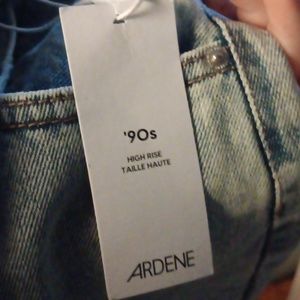 '90s
HIGH RISE
TAILLE HAUTE
ARDENE